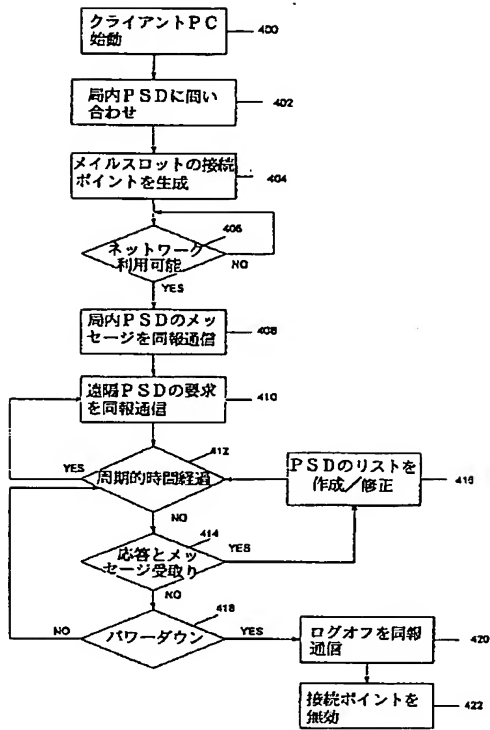 クライアントPC
始動
400
局内PSDに問い
合わせ
402
メイルスロットの接続
ポイントを生成
404
406
ネットワーク
利用可能
NO
YES
局内PSDのメッ
セージを同報通信
408
遠隔PSDの要求
を同報通信
410
412
周期的時間経過
YES
NO
PSDのリストを
作成/修正
416
414
応答とメッ
セージ受取り
YES
NO
418
パワーダウン
NO
YES
ログオフを同報
通信
420
接続ポイントを
無効
422